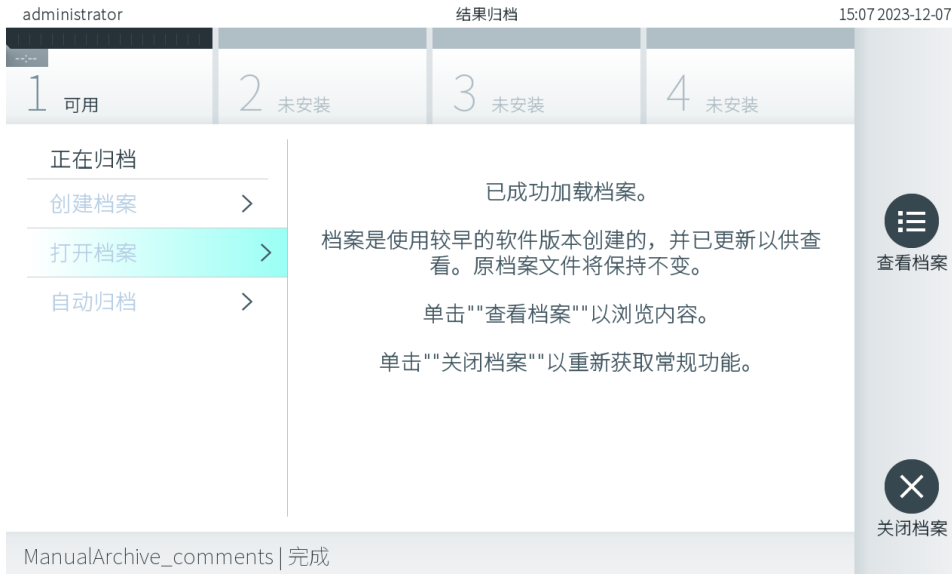 administrator
结果归档
15:07 2023-12-07
--:--
1 可用
2 未安装
3 未安装
4 未安装
正在归档
创建档案
打开档案
自动归档
已成功加载档案。
档案是使用较早的软件版本创建的，并已更新以供查
看。原档案文件将保持不变。
单击""查看档案""以浏览内容。
单击""关闭档案""以重新获取常规功能。
查看档案
关闭档案
ManualArchive_comments | 完成